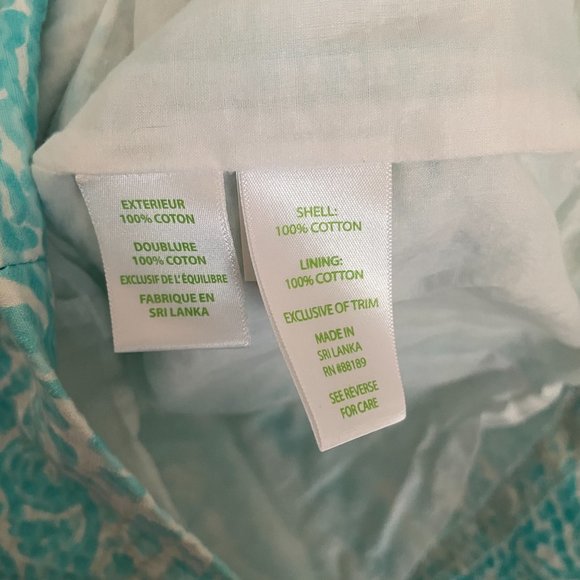 EXTERIEUR
100% COTON
DOUBLURE
100% COTON
EXCLUSIF DE L'ÉQUILIBRE
FABRIQUE EN
SRI LANKA
SHELL:
100% COTTON
LINING:
100% COTTON
EXCLUSIVE OF TRIM
MADE IN
SRI LANKA
RN #88189
SEE REVERSE
FOR CARE